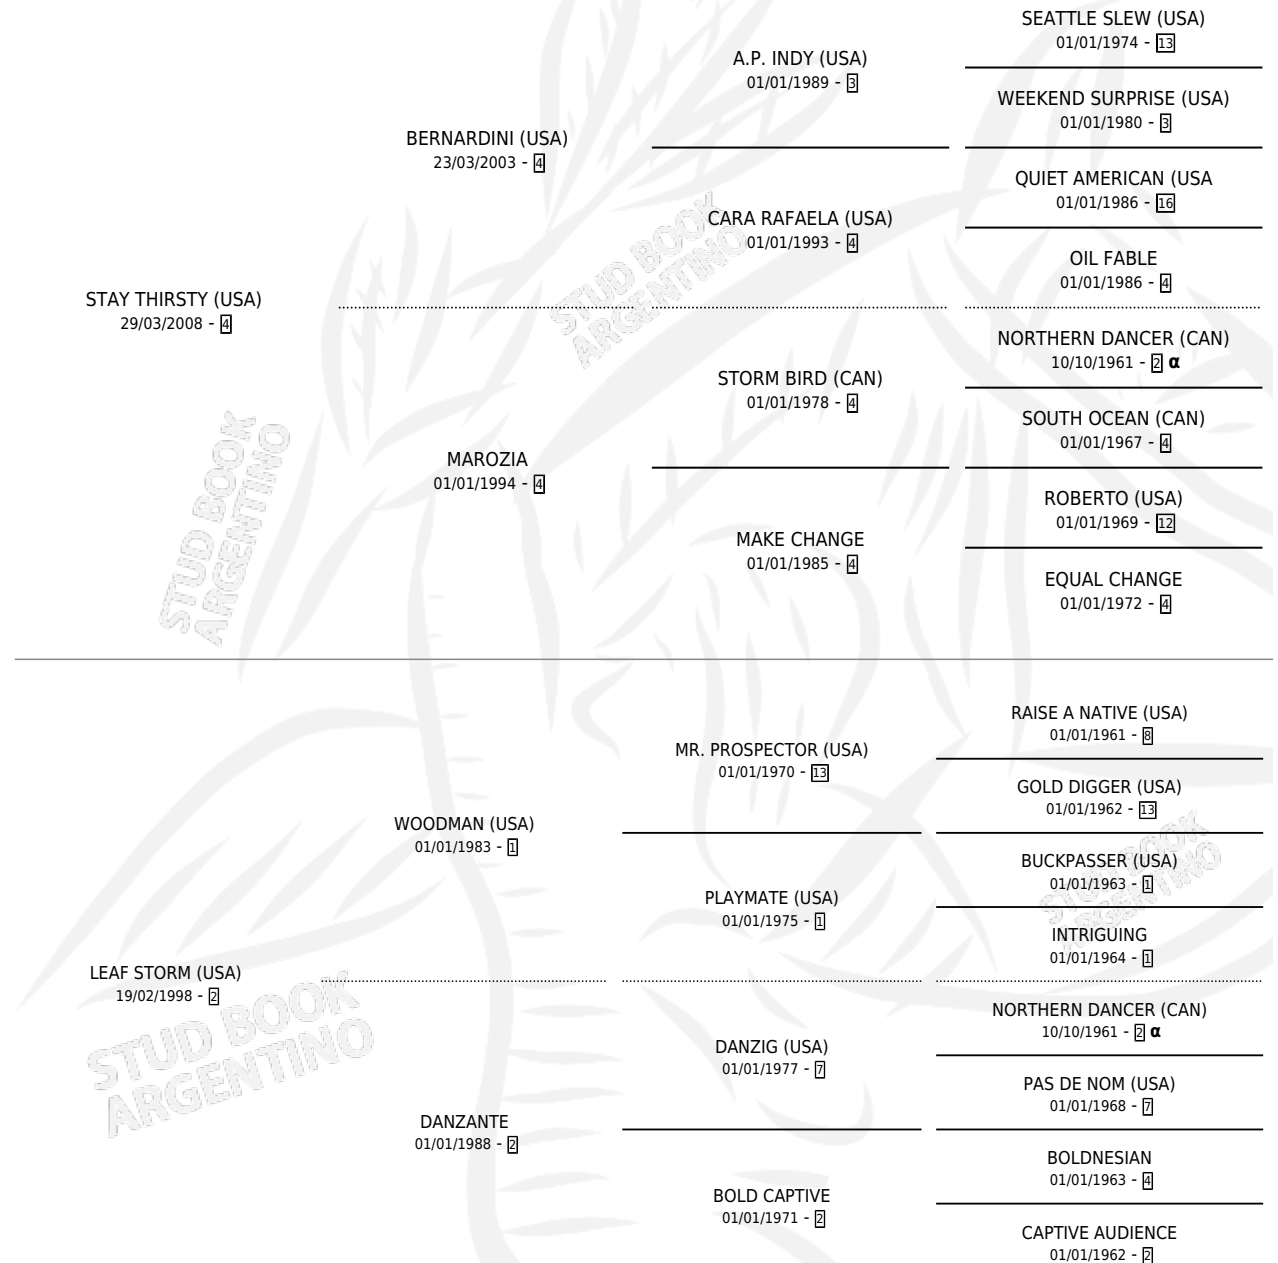 SEATTLE SLEW (USA)
01/01/1974 - 13
A.P. INDY (USA)
01/01/1989 - 3
WEEKEND SURPRISE (USA)
01/01/1980 - 3
BERNARDINI (USA)
23/03/2003 - 4
QUIET AMERICAN (USA
01/01/1986 - 16
CARA RAFAELA (USA)
01/01/1993 - 4
OIL FABLE
01/01/1986 - 4
STAY THIRSTY (USA)
29/03/2008 - 4
NORTHERN DANCER (CAN)
10/10/1961 - 2 α
STORM BIRD (CAN)
01/01/1978 - 4
SOUTH OCEAN (CAN)
01/01/1967 - 4
MAROZIA
01/01/1994 - 4
ROBERTO (USA)
01/01/1969 - 12
MAKE CHANGE
01/01/1985 - 4
EQUAL CHANGE
01/01/1972 - 4
STUD BOOK
ARGENTINO
STUD BOOK
ARGENTINO
RAISE A NATIVE (USA)
01/01/1961 - 8
MR. PROSPECTOR (USA)
01/01/1970 - 13
GOLD DIGGER (USA)
01/01/1962 - 13
WOODMAN (USA)
01/01/1983 - 1
BUCKPASSER (USA)
01/01/1963 - 1
PLAYMATE (USA)
01/01/1975 - 1
INTRIGUING
01/01/1964 - 1
LEAF STORM (USA)
19/02/1998 - 2
NORTHERN DANCER (CAN)
10/10/1961 - 2 α
DANZIG (USA)
01/01/1977 - 7
PAS DE NOM (USA)
01/01/1968 - 7
DANZANTE
01/01/1988 - 2
BOLDNESIAN
01/01/1963 - 4
BOLD CAPTIVE
01/01/1971 - 2
CAPTIVE AUDIENCE
01/01/1962 - 2
STUD BOOK
ARGENTINO
STUD BOOK
ARGENTINO